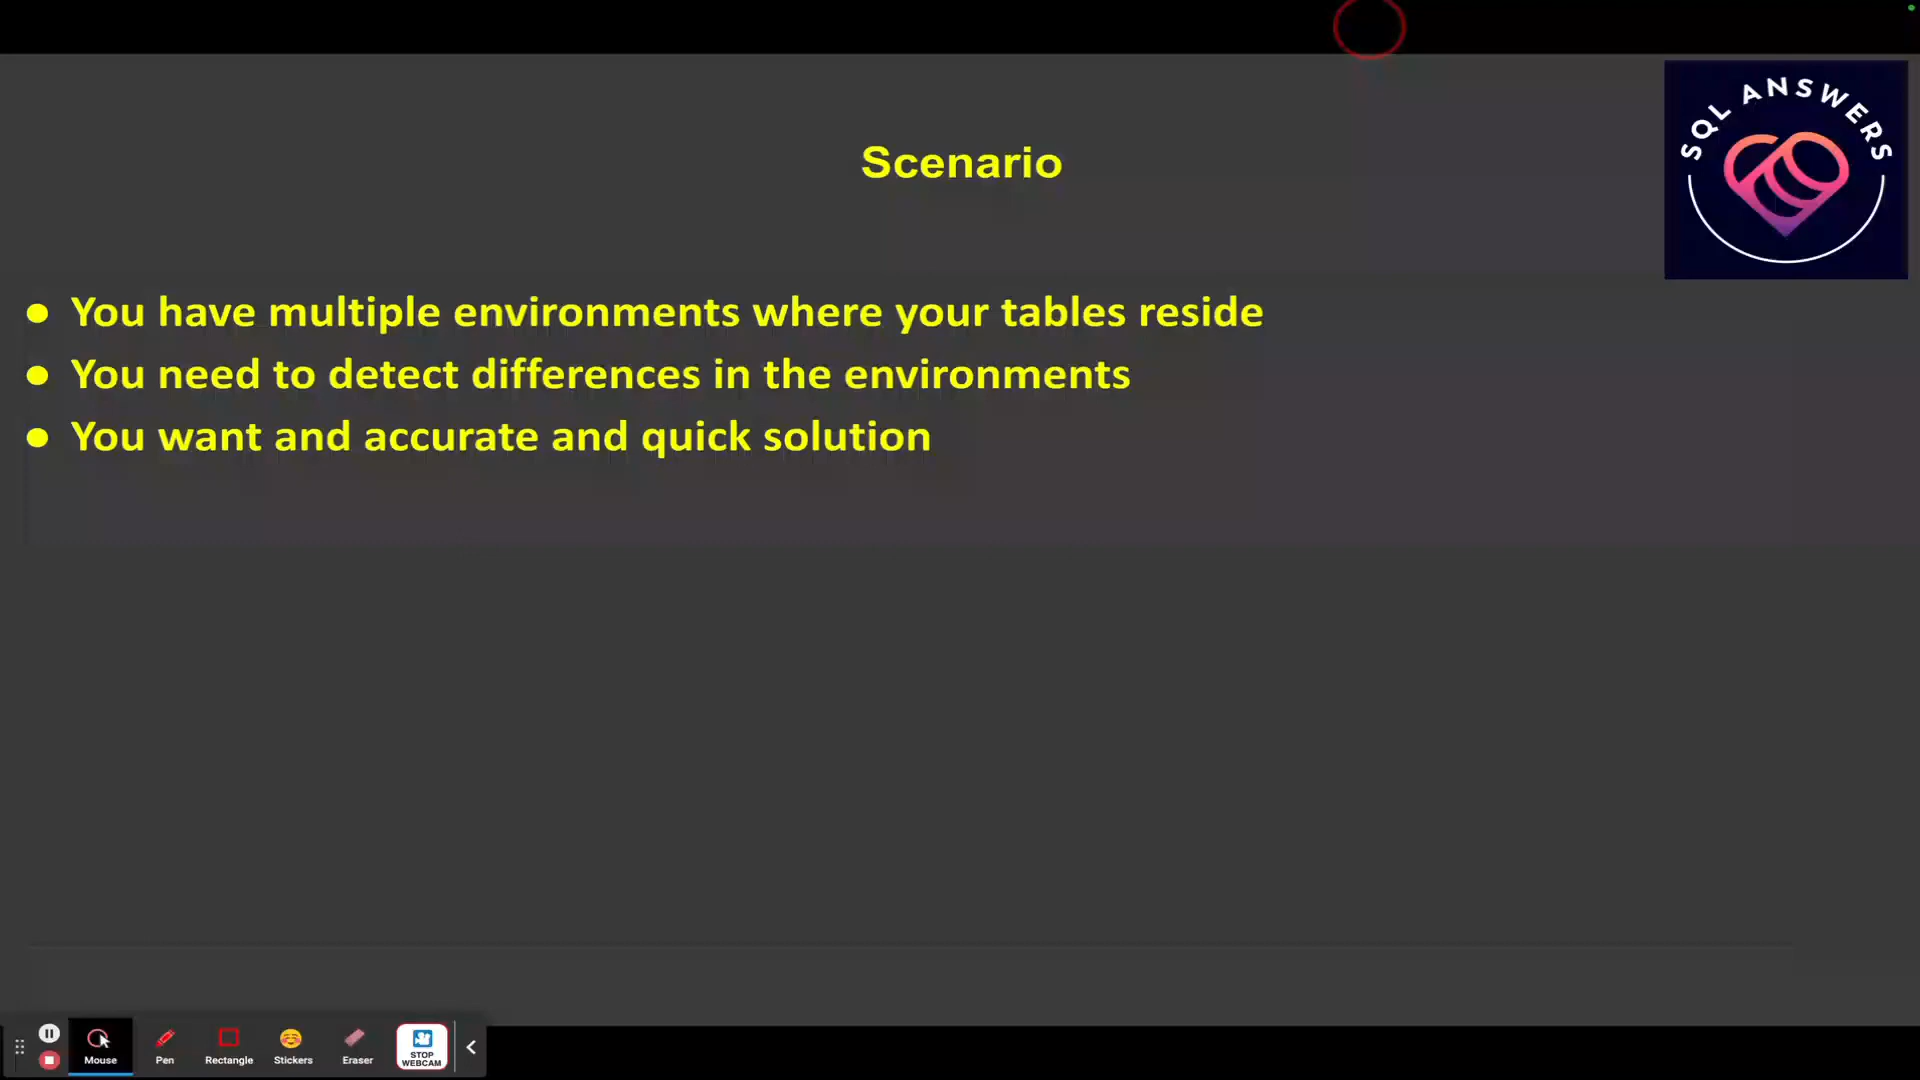 SQL ANSWERS
Scenario
● You have multiple environments where your tables reside
● You need to detect differences in the environments
● You want and accurate and quick solution
Mouse
Pen
Rectangle
Stickers
Eraser
STOP
WEBCAM